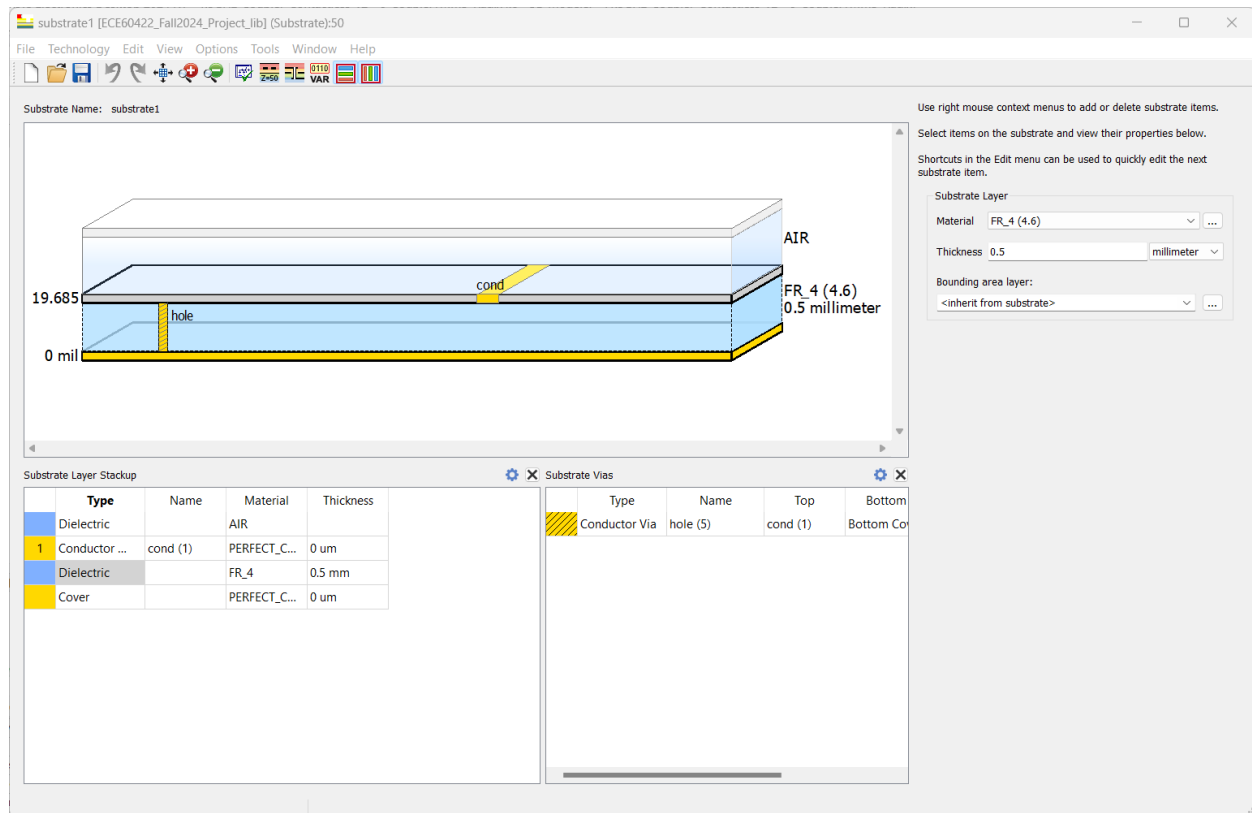 substrate1 [ECE60422_Fall2024_Project_lib] (Substrate):50
File Technology Edit View Options Tools Window Help
Z=50
0110
VAR
Substrate Name: substrate1
AIR
cond
19.685
FR_4 (4.6)
0.5 millimeter
hole
0 mil
Use right mouse context menus to add or delete substrate items.
Select items on the substrate and view their properties below.
Shortcuts in the Edit menu can be used to quickly edit the next
substrate item.
Substrate Layer
Material FR_4 (4.6) ...
Thickness 0.5 millimeter
Bounding area layer:
<inherit from substrate> ...
Substrate Layer Stackup
Type Name Material Thickness
Dielectric AIR
1 Conductor ... cond (1) PERFECT_C... 0 um
Dielectric FR_4 0.5 mm
Cover PERFECT_C... 0 um
Substrate Vias
Type Name Top Bottom
Conductor Via hole (5) cond (1) Bottom Cov